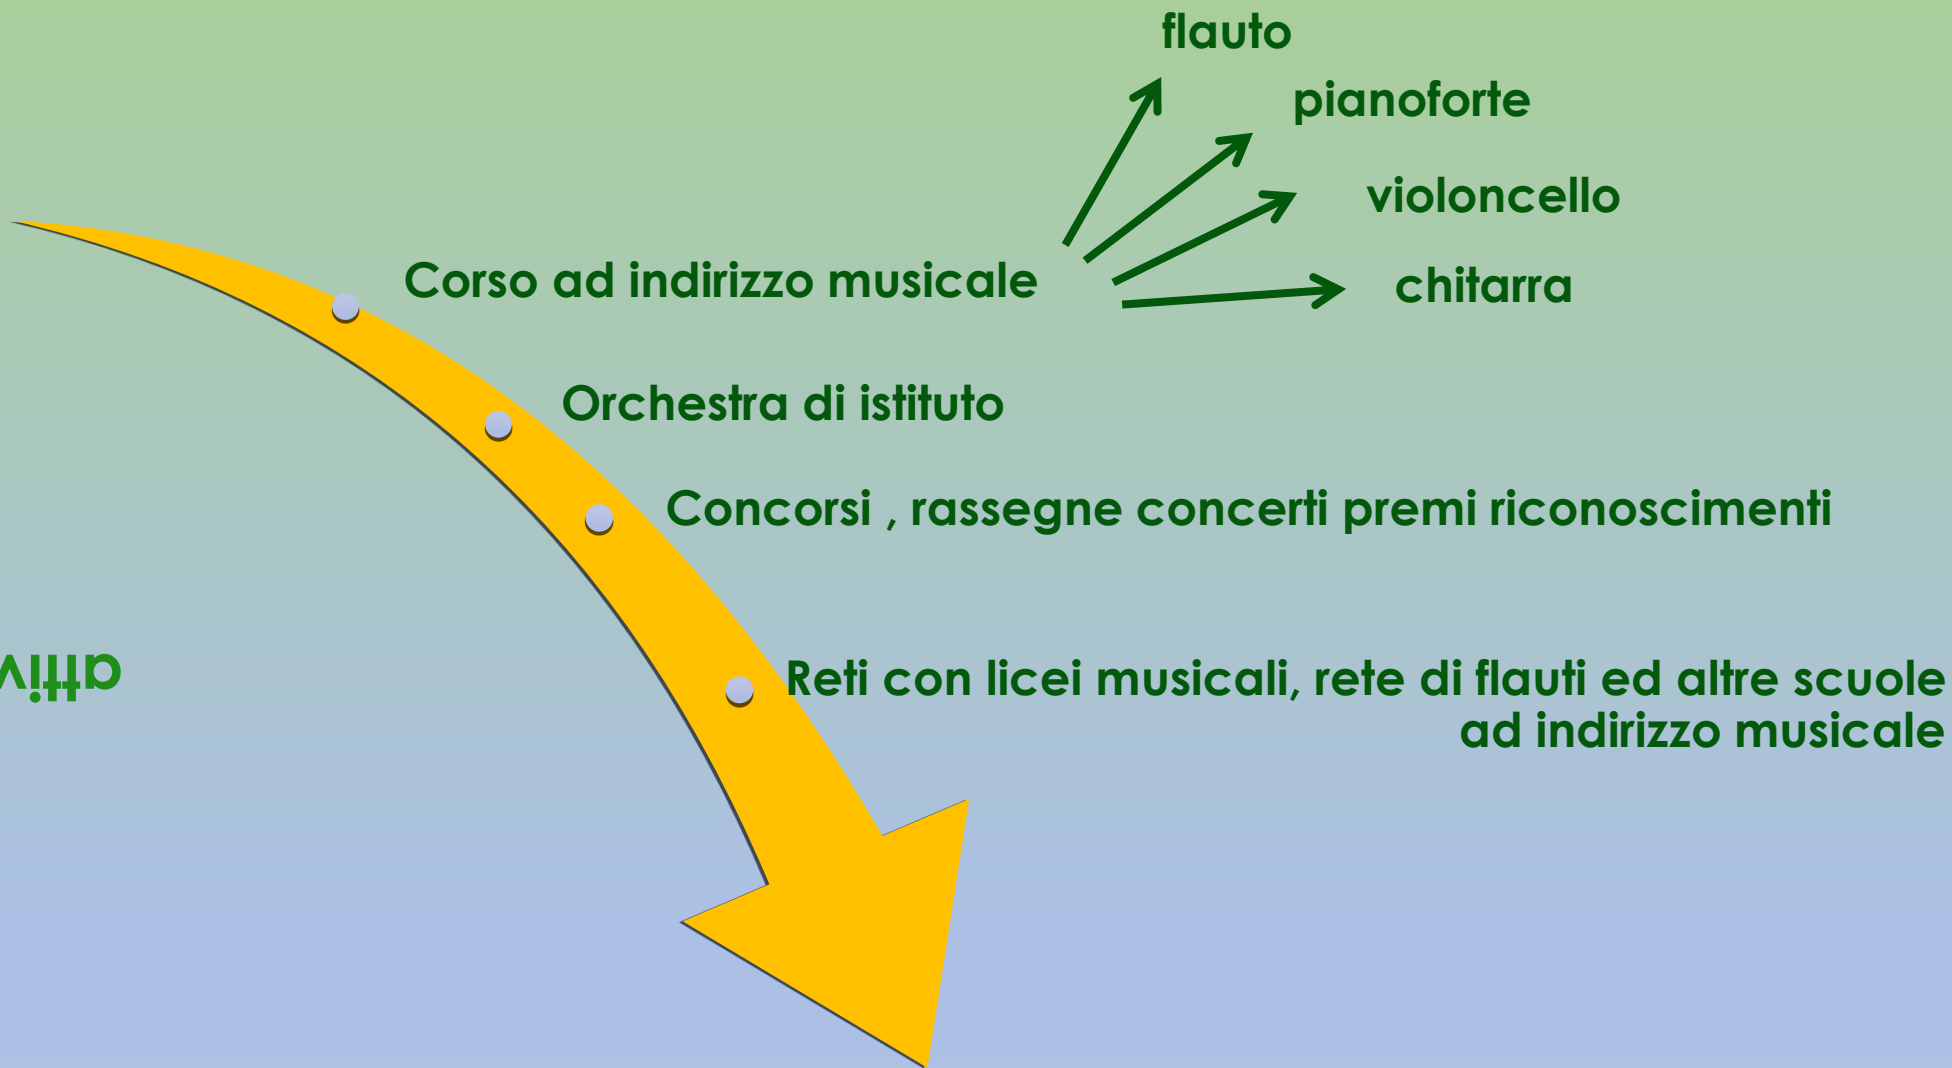 flauto
pianoforte
violoncello
chitarra
Corso ad indirizzo musicale
Orchestra di istituto
Concorsi , rassegne concerti premi riconoscimenti
Reti con licei musicali, rete di flauti ed altre scuole
ad indirizzo musicale